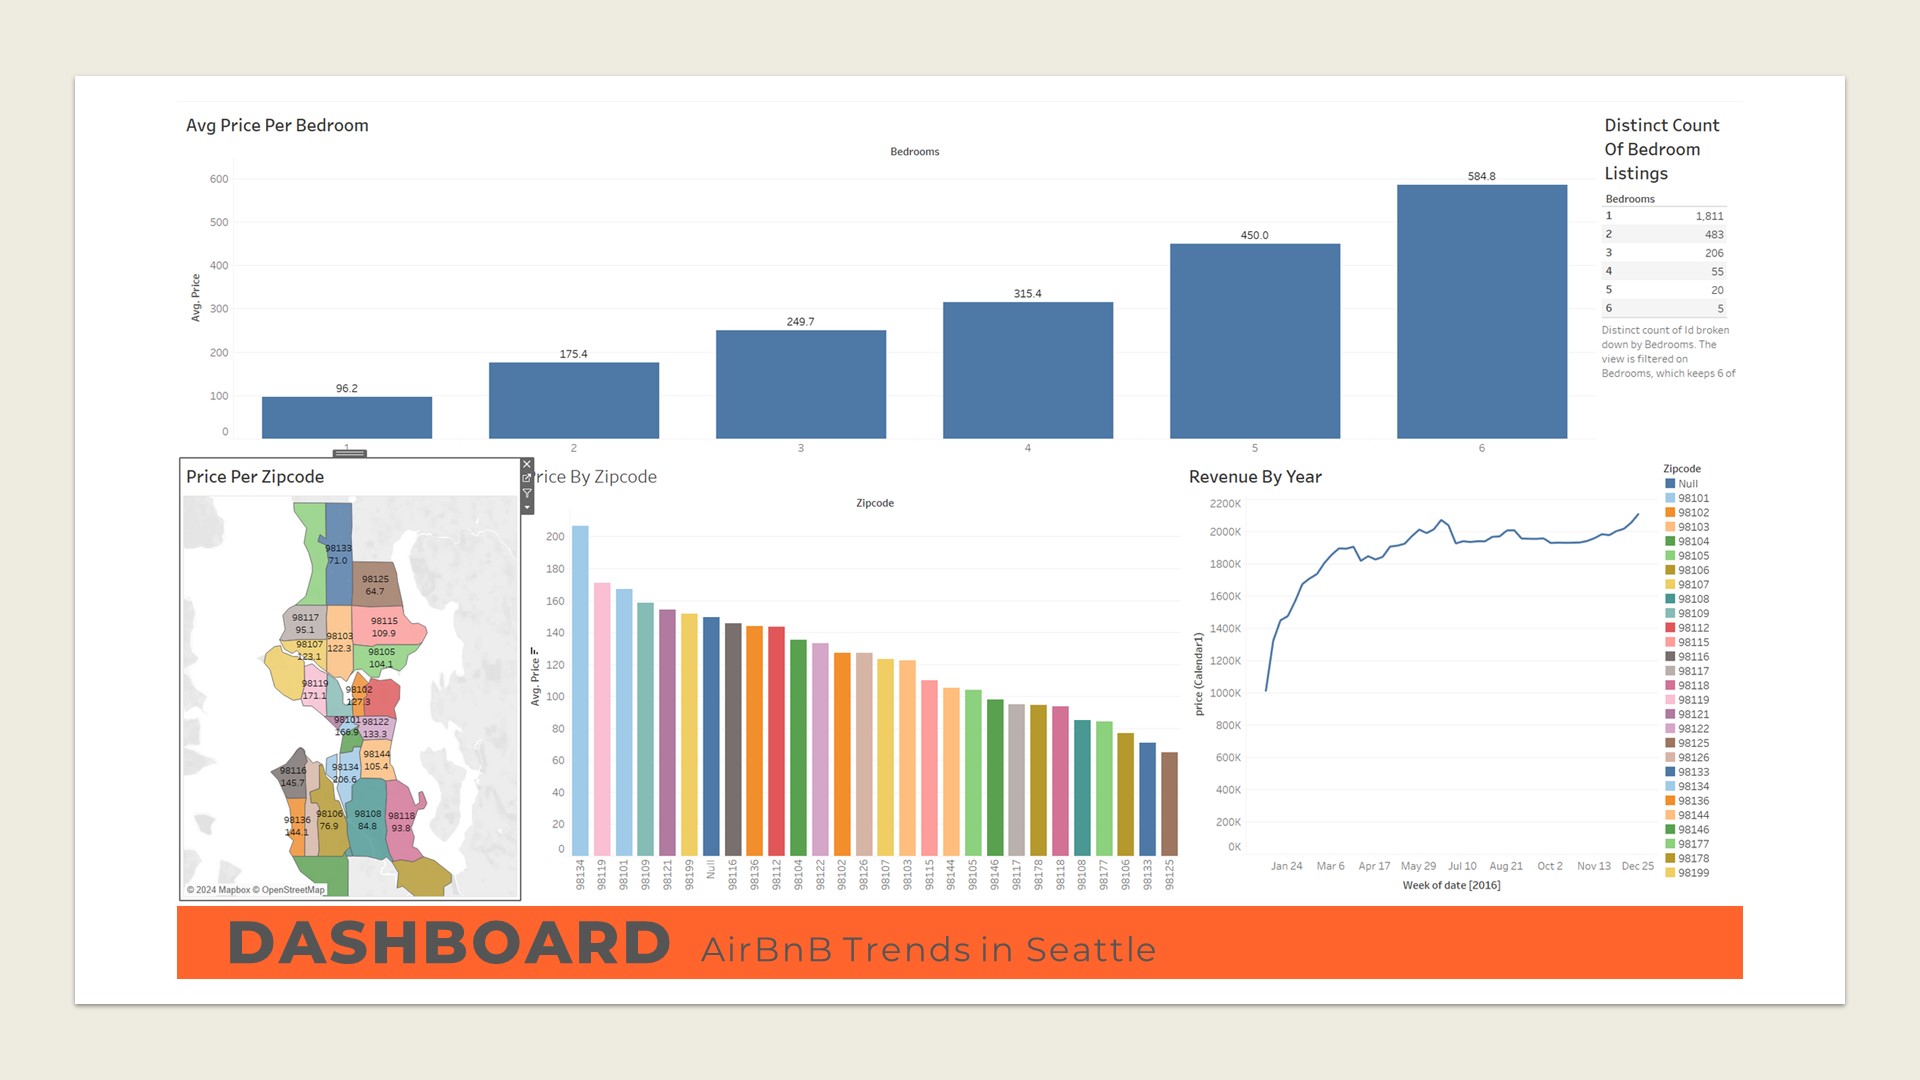 Avg Price Per Bedroom
Bedrooms
Avg. Price
600
500
400
300
200
100
0
96.2
175.4
249.7
315.4
450.0
584.8
1
2
3
4
5
6
Distinct Count
Of Bedroom
Listings
Bedrooms
1 1,811
2 483
3 206
4 55
5 20
6 5
Distinct count of Id broken
down by Bedrooms. The
view is filtered on
Bedrooms, which keeps 6 of
Price Per Zipcode
98133
71.0
98125
64.7
98117
95.1
98103
122.3
98115
109.9
98107
123.1
98105
104.1
98119
171.1
98102
127.3
98101
166.9
98122
133.3
98144
105.4
98134
206.6
98116
145.7
98136
144.1
98106
76.9
98108
84.8
98118
93.8
© 2024 Mapbox © OpenStreetMap
Price By Zipcode
Zipcode
Avg. Price
200
180
160
140
120
100
80
60
40
20
0
98134
98119
98101
98109
98121
98199
Null
98116
98136
98112
98104
98122
98102
98126
98107
98103
98115
98144
98105
98146
98117
98178
98118
98108
98177
98106
98133
98125
Revenue By Year
price (Calendar1)
2200K
2000K
1800K
1600K
1400K
1200K
1000K
800K
600K
400K
200K
0K
Jan 24
Mar 6
Apr 17
May 29
Jul 10
Aug 21
Oct 2
Nov 13
Dec 25
Week of date [2016]
Zipcode
Null
98101
98102
98103
98104
98105
98106
98107
98108
98109
98112
98115
98116
98117
98118
98119
98121
98122
98125
98126
98133
98134
98136
98144
98146
98177
98178
98199
DASHBOARD AirBnB Trends in Seattle